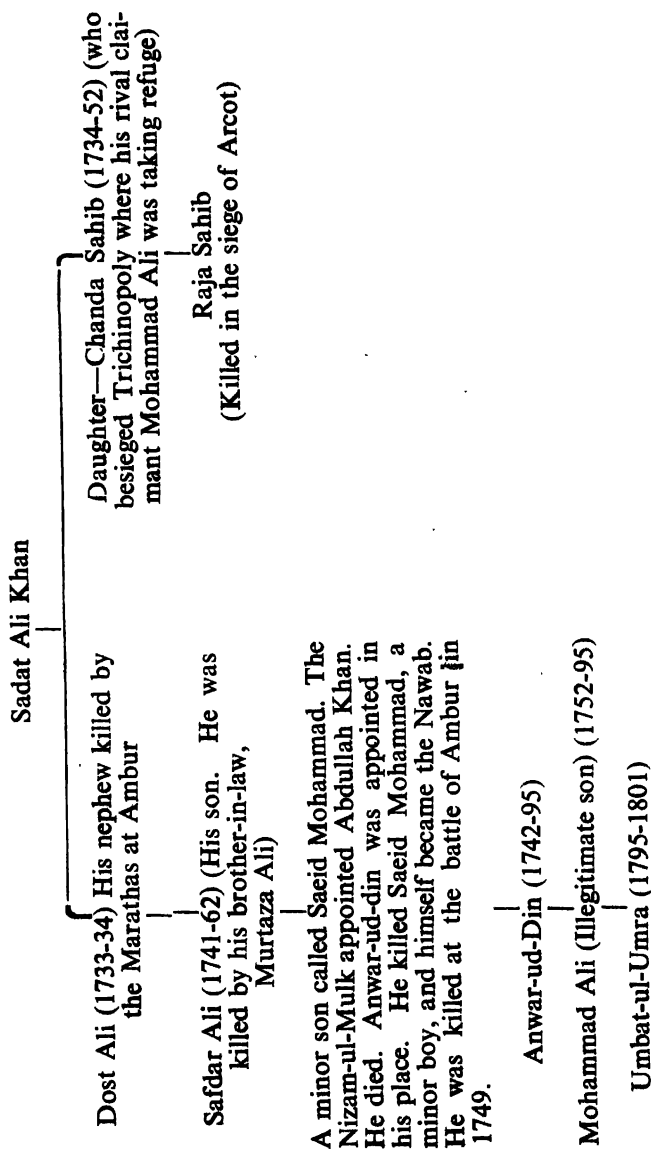 Sadat Ali Khan
Dost Ali (1733-34) His nephew killed by
the Marathas at Ambur
Safdar Ali (1741-62) (His son. He was
killed by his brother-in-law,
Murtaza Ali)
A minor son called Saeid Mohammad. The
Nizam-ul-Mulk appointed Abdullah Khan.
He died. Anwar-ud-din was appointed in
his place. He killed Saeid Mohammad, a
minor boy, and himself became the Nawab.
He was killed at the battle of Ambur in
1749.
Anwar-ud-Din (1742-95)
Mohammad Ali (Illegitimate son) (1752-95)
Umbat-ul-Umra (1795-1801)
Daughter—Chanda Sahib (1734-52) (who
besieged Trichinopoly where his rival clai-
mant Mohammad Ali was taking refuge)
Raja Sahib
(Killed in the siege of Arcot)